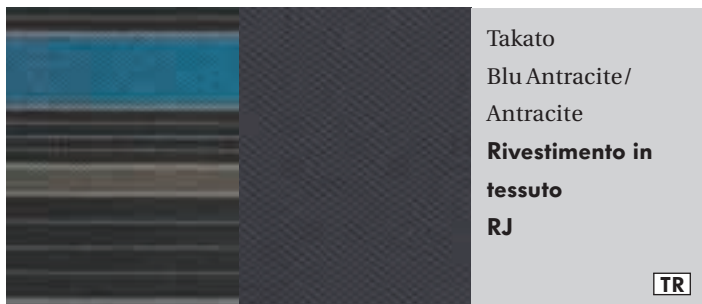 Takato
Blu Antracite/
Antracite
Rivestimento in
tessuto
RJ
TR